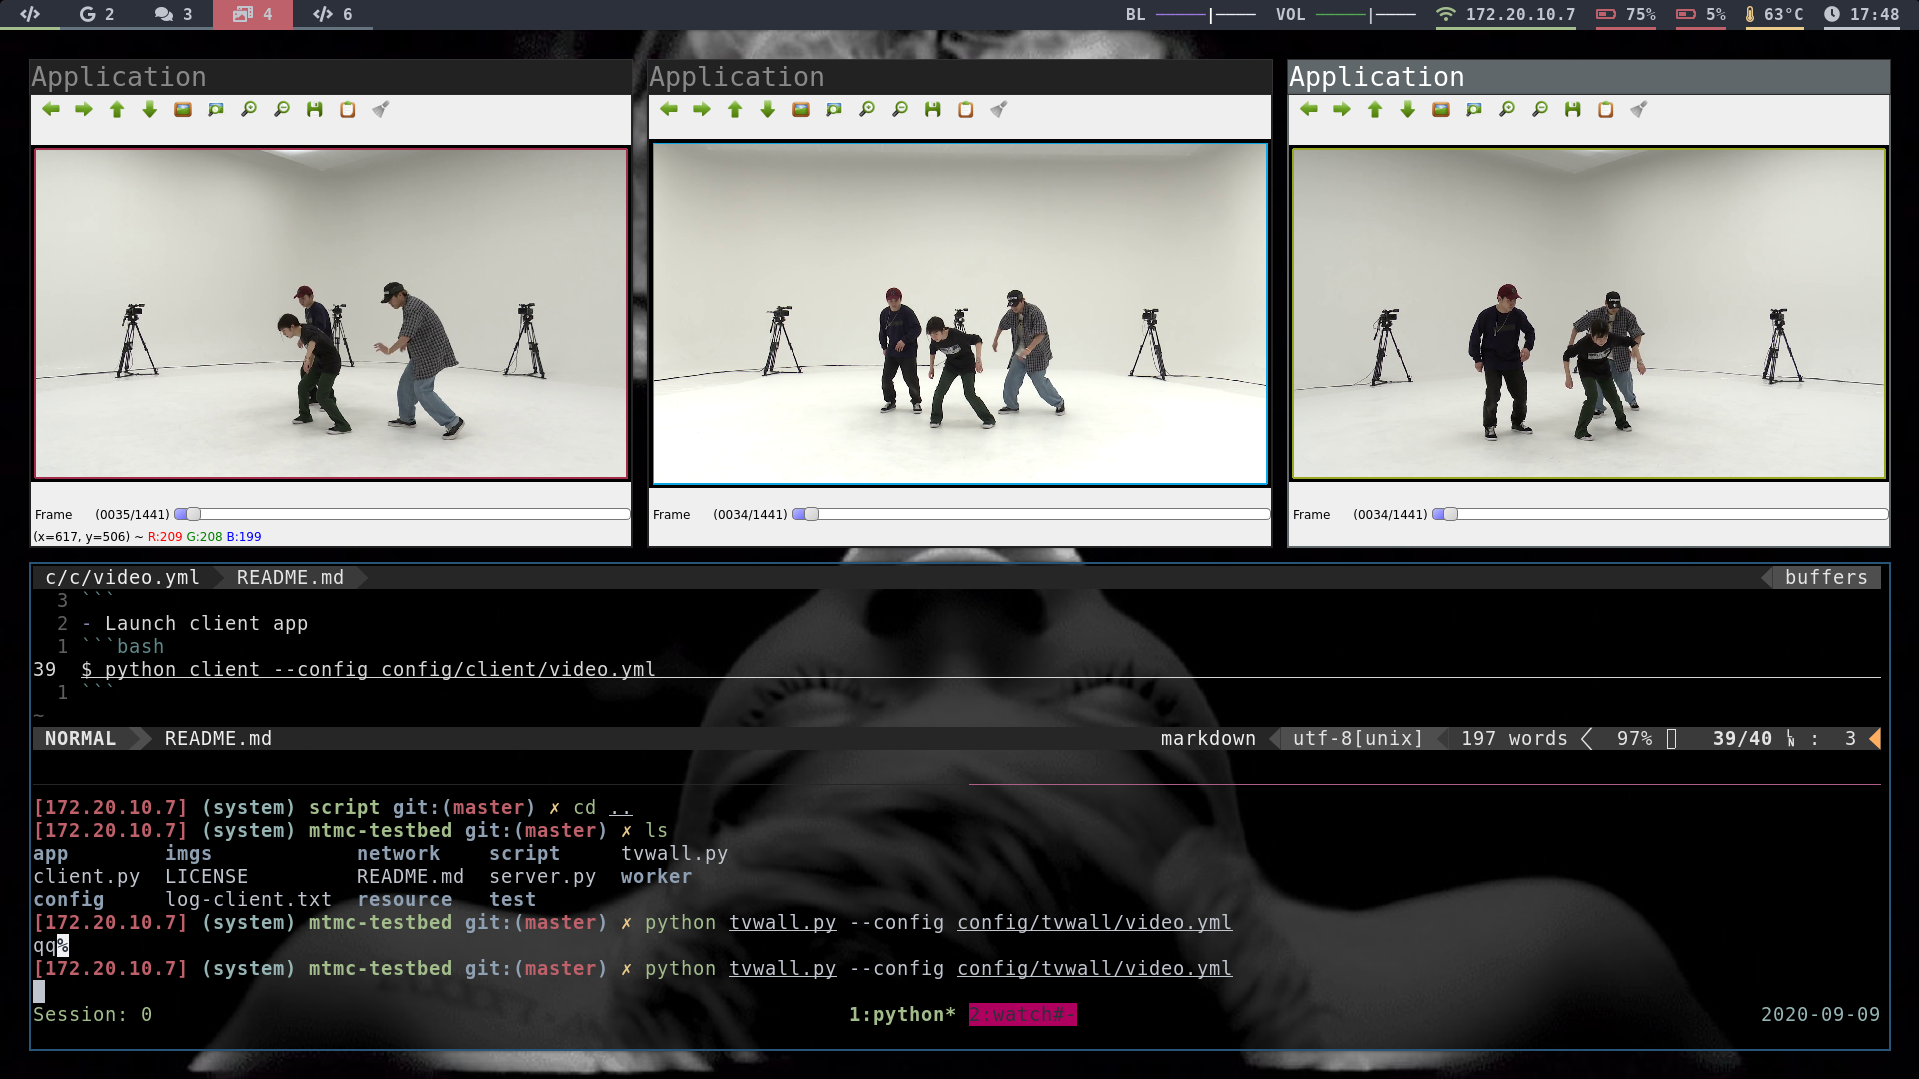 2 3 4 6 BL VOL 172.20.10.7 75% 5% 63°C 17:48
Application
Application
Application
Frame (0035/1441)
(x=617, y=506) ~ R:209 G:208 B:199
Frame (0034/1441)
Frame (0034/1441)
c/c/video.yml README.md buffers
3 ```
2 - Launch client app
1 ```bash
39 $ python client --config config/client/video.yml
1 ```
~
NORMAL README.md markdown utf-8[unix] 197 words 97% 39/40 : 3
[172.20.10.7] (system) script git:(master) ✗ cd ..
[172.20.10.7] (system) mtmc-testbed git:(master) ✗ ls
app imgs network script tvwall.py
client.py LICENSE README.md server.py worker
config log-client.txt resource test
[172.20.10.7] (system) mtmc-testbed git:(master) ✗ python tvwall.py --config config/tvwall/video.yml
qq%
[172.20.10.7] (system) mtmc-testbed git:(master) ✗ python tvwall.py --config config/tvwall/video.yml
Session: 0 1:python* 2:watch#- 2020-09-09